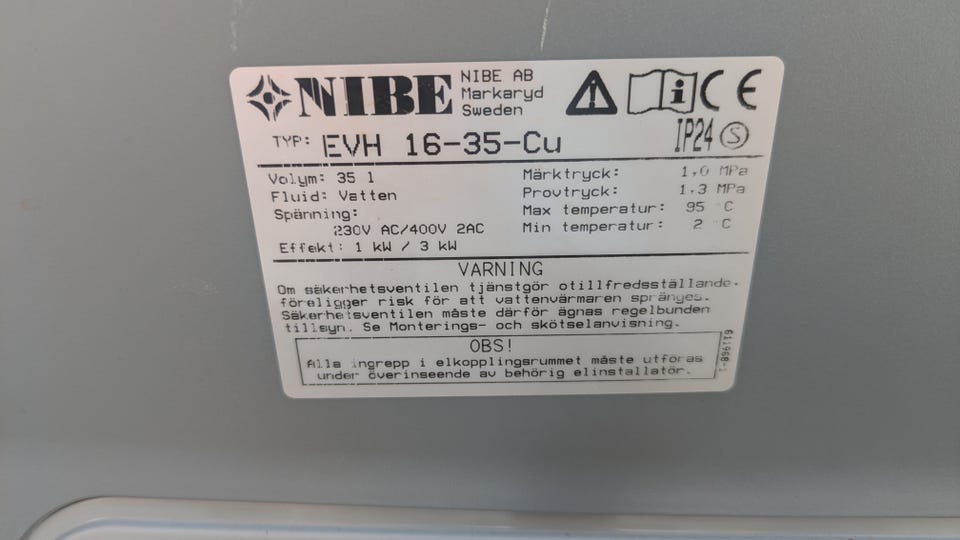 NIBE
NIBE AB
Markaryd
Sweden
TYP: EVH 16-35-Cu
IP24 S
Volym: 35 l
Fluid: Vatten
Spänning:
230V AC/400V 2AC
Effekt: 1 kW / 3 kW
Märktryck: 1,0 MPa
Provtryck: 1,3 MPa
Max temperatur: 95 °C
Min temperatur: 2 °C
VARNING
Om säkerhetsventilen tjänstgör otillfredsställande.
föreligger risk för att vattenvärmaren spränges.
Säkerhetsventilen måste därför ägnas regelbunden
tillsyn. Se Monterings- och skötselanvisning.
OBS!
Alla ingrepp i elkopplingsrummet måste utföras
under överinseende av behörig elinstallatör.